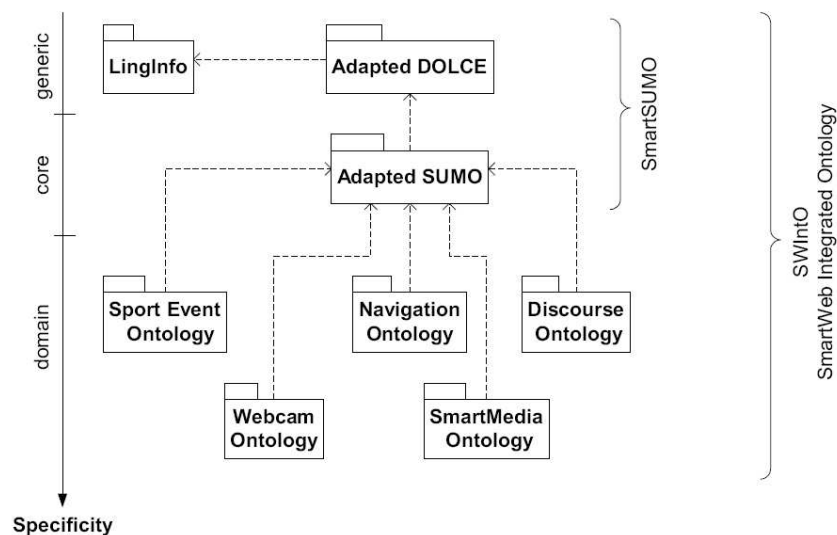 generic
LingInfo
Adapted DOLCE
SmartSUMO
core
Adapted SUMO
SWIntO
SmartWeb Integrated Ontology
domain
Sport Event
Ontology
Navigation
Ontology
Discourse
Ontology
Webcam
Ontology
SmartMedia
Ontology
Specificity